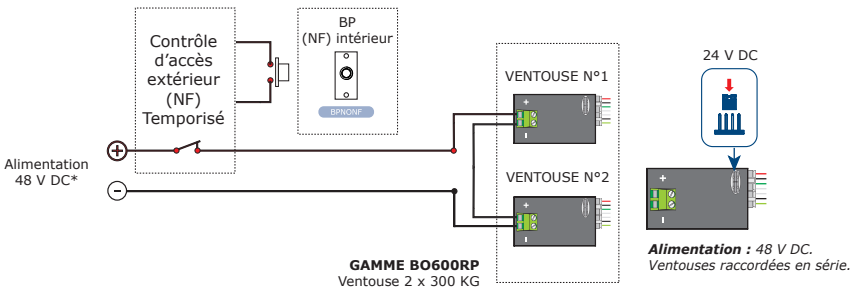 Contrôle
d'accès
extérieur
(NF)
Temporisé
BP
(NF) intérieur
BPNONF
Alimentation
48 V DC*
+
-
VENTOUSE N°1
+
-
VENTOUSE N°2
+
-
GAMME BO600RP
Ventouse 2 x 300 KG
24 V DC
+
-
Alimentation : 48 V DC.
Ventouses raccordées en série.